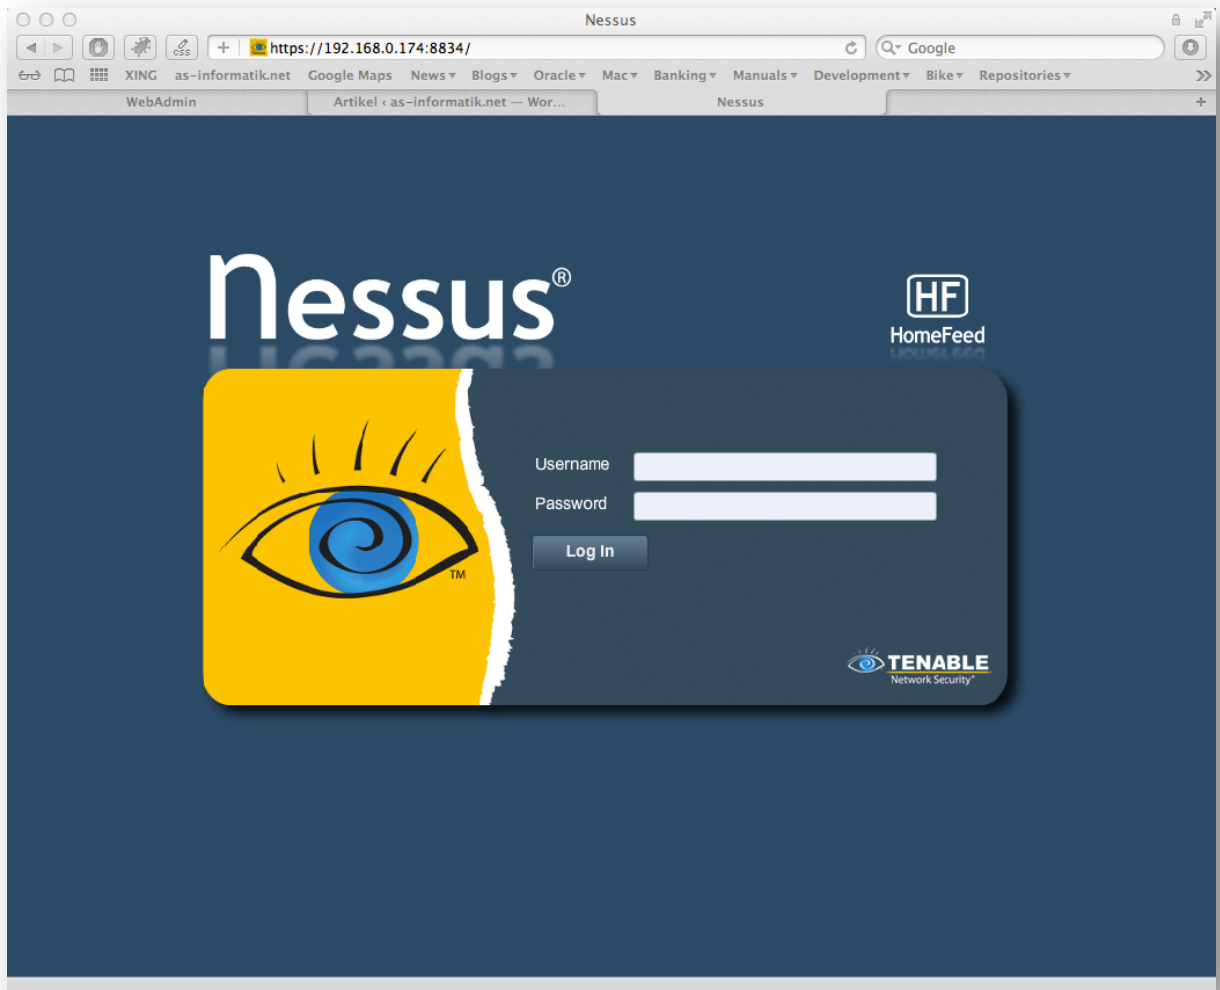 Nessus
css
https://192.168.0.174:8834/
Google
XING as-informatik.net Google Maps News Blogs Oracle Mac Banking Manuals Development Bike Repositories
WebAdmin
Artikel ‹ as-informatik.net — Wor...
Nessus
nessus®
HF
HomeFeed
Username
Password
Log In
TM
TENABLE
Network Security®